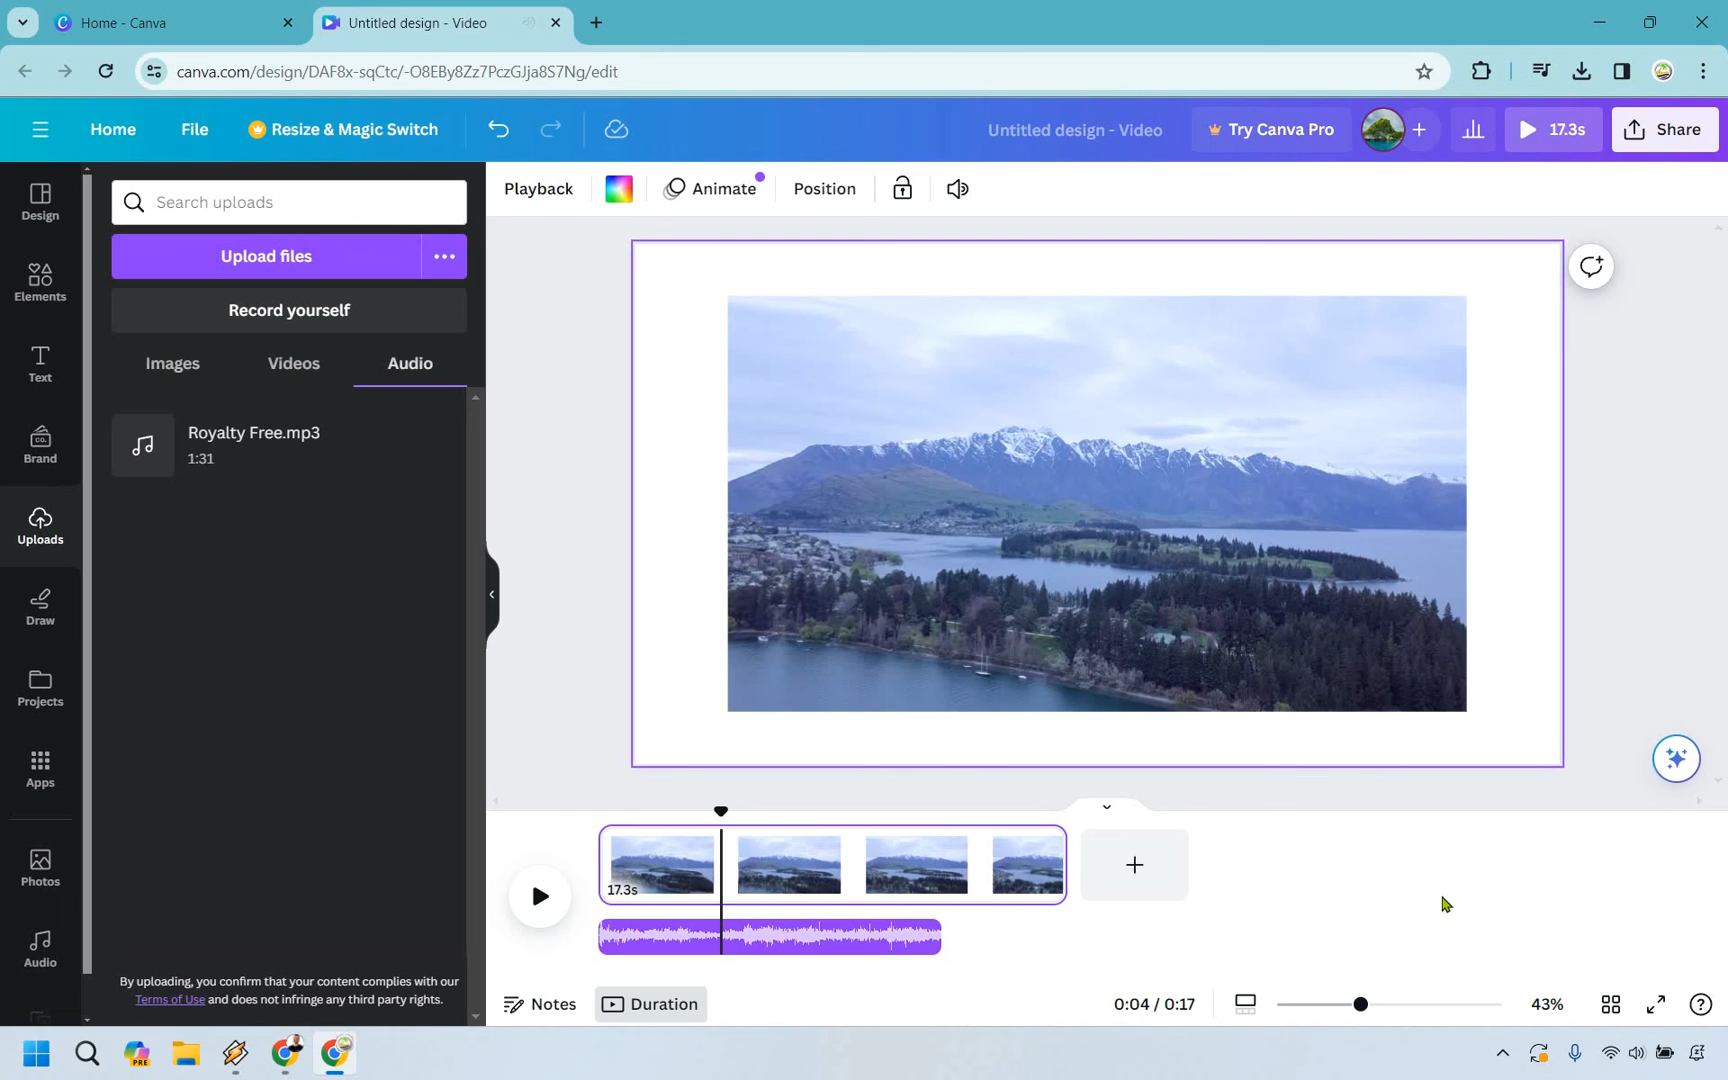 Home - Canva
Untitled design - Video
canva.com/design/DAF8x-sqCtc/-O8EBy8Zz7PczGJja8S7Ng/edit
Home
File
Resize & Magic Switch
Untitled design - Video
Try Canva Pro
17.3s
Share
Design
Elements
Text
CO.
Brand
Uploads
Draw
Projects
Apps
Photos
Audio
Search uploads
Upload files
Record yourself
Images
Videos
Audio
Royalty Free.mp3
1:31
By uploading, you confirm that your content complies with our
Terms of Use and does not infringe any third party rights.
Playback
Animate
Position
17.3s
Notes
Duration
0:04 / 0:17
43%
PRE